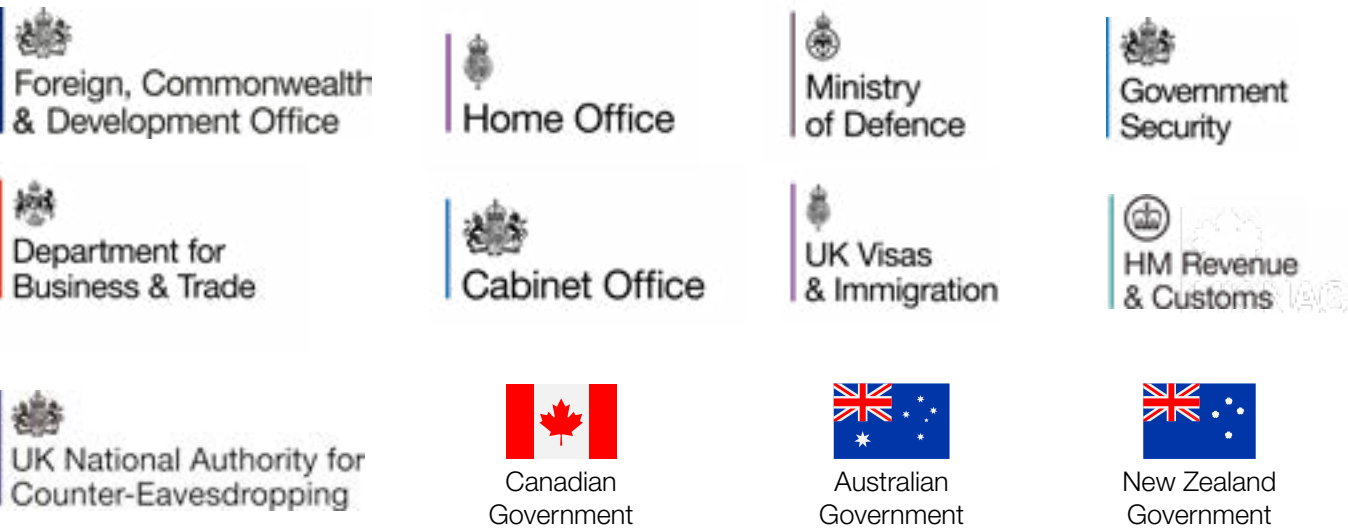 Foreign, Commonwealth
& Development Office
Home Office
Ministry
of Defence
Government
Security
Department for
Business & Trade
Cabinet Office
UK Visas
& Immigration
HM Revenue
& Customs
UK National Authority for
Counter-Eavesdropping
Canadian
Government
Australian
Government
New Zealand
Government